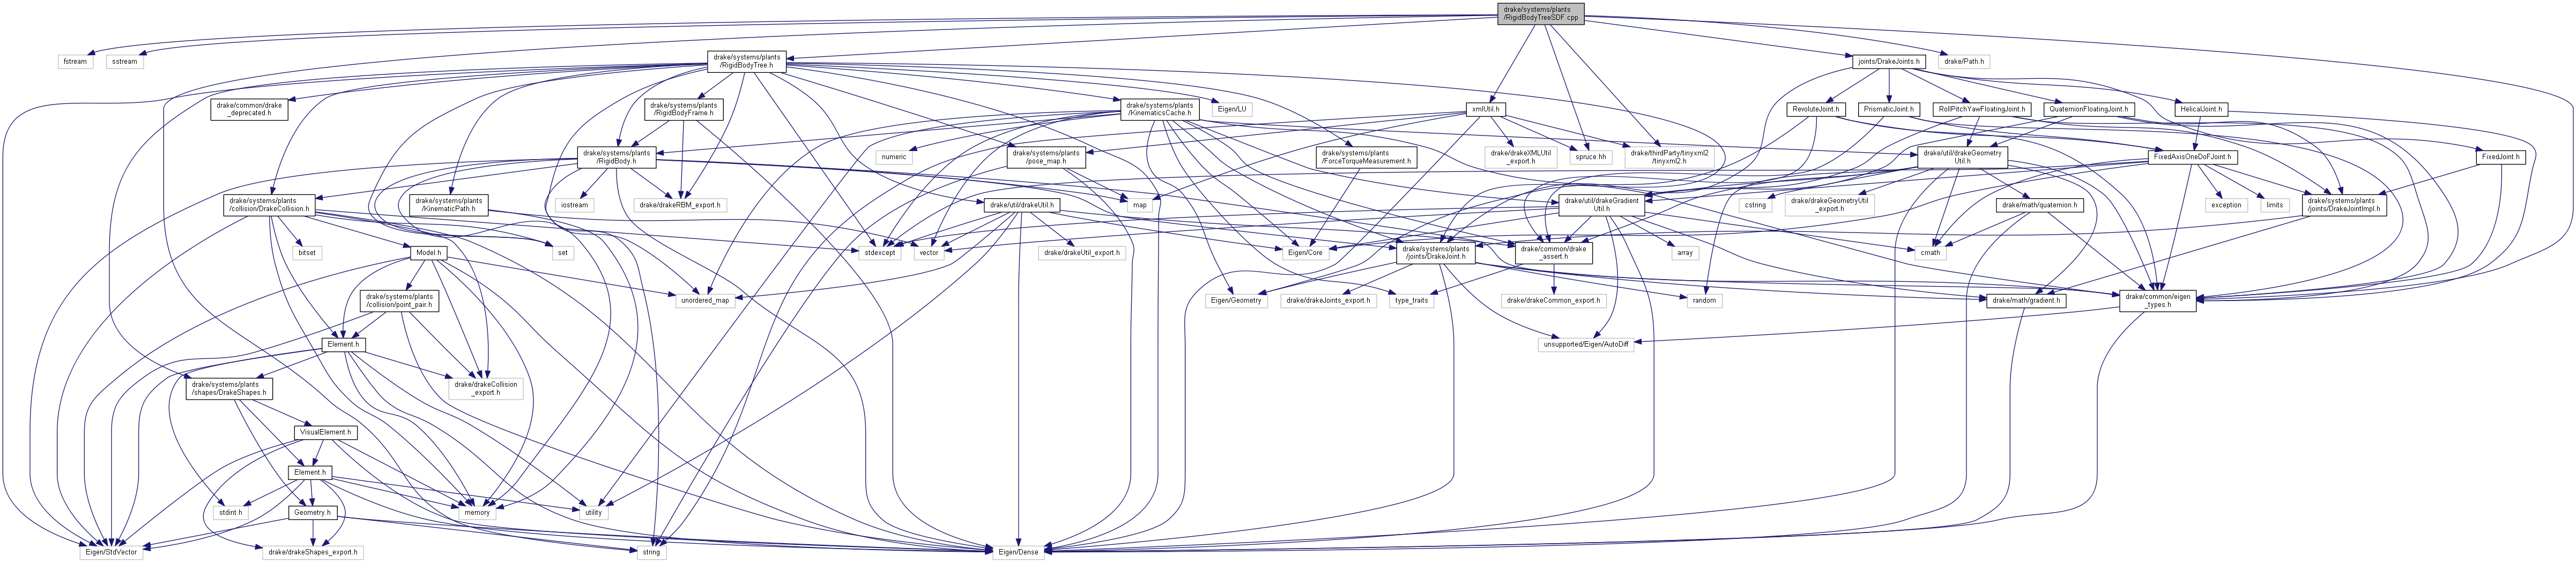 drake/systems/plants
/RigidBodyTreeSDF.cpp
fstream
sstream
drake/systems/plants
/RigidBodyTree.h
joints/DrakeJoints.h
drake/Path.h
drake/common/drake
_deprecated.h
drake/systems/plants
/RigidBodyFrame.h
Eigen/LU
drake/systems/plants
/KinematicsCache.h
xmlUtil.h
RevoluteJoint.h
PrismaticJoint.h
RollPitchYawFloatingJoint.h
QuaternionFloatingJoint.h
HelicalJoint.h
drake/systems/plants
/RigidBody.h
numeric
drake/systems/plants
/pose_map.h
drake/systems/plants
/ForceTorqueMeasurement.h
drake/drakeXMLUtil
_export.h
spruce.hh
drake/thirdParty/tinyxml2
/tinyxml2.h
drake/util/drakeGeometry
Util.h
FixedAxisOneDoFJoint.h
FixedJoint.h
drake/systems/plants
/collision/DrakeCollision.h
drake/systems/plants
/KinematicPath.h
iostream
drake/drakeRBM_export.h
drake/util/drakeUtil.h
map
drake/util/drakeGradient
Util.h
cstring
drake/drakeGeometryUtil
_export.h
drake/math/quaternion.h
exception
limits
drake/systems/plants
/joints/DrakeJointImpl.h
bitset
Model.h
set
stdexcept
vector
drake/drakeUtil_export.h
Eigen/Core
drake/systems/plants
/joints/DrakeJoint.h
drake/common/drake
_assert.h
array
cmath
drake/systems/plants
/collision/point_pair.h
unordered_map
Eigen/Geometry
drake/drakeJoints_export.h
type_traits
drake/drakeCommon_export.h
random
drake/math/gradient.h
drake/common/eigen
_types.h
Element.h
unsupported/Eigen/AutoDiff
drake/systems/plants
/shapes/DrakeShapes.h
drake/drakeCollision
_export.h
VisualElement.h
Element.h
stdint.h
Geometry.h
memory
utility
Eigen/StdVector
drake/drakeShapes_export.h
string
Eigen/Dense